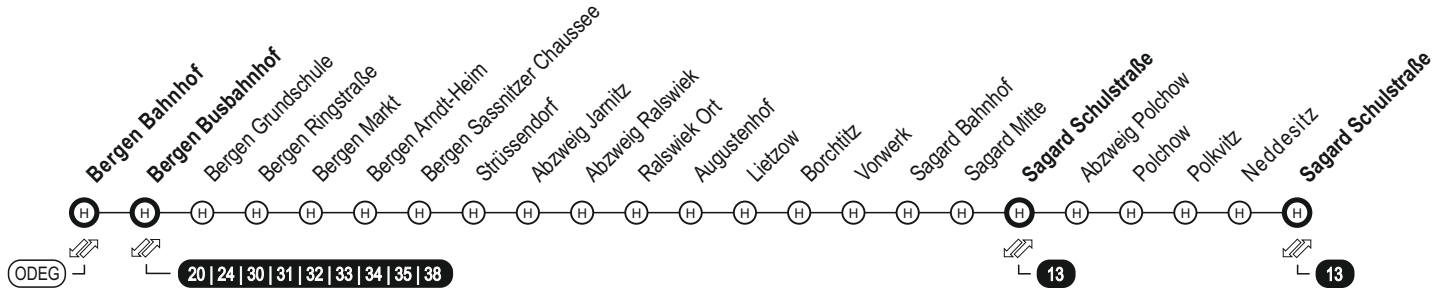 Bergen Bahnhof
Bergen Busbahnhof
Bergen Grundschule
Bergen Ringstraße
Bergen Markt
Bergen Arndt-Heim
Bergen Sassnitzer Chaussee
Strüssendorf
Abzweig Jarnitz
Abzweig Ralswiek
Ralswiek Ort
Augustenhof
Lietzow
Borchtitz
Vorwerk
Sagard Bahnhof
Sagard Mitte
Sagard Schulstraße
Abzweig Polchow
Polchow
Polkvitz
Neddesitz
Sagard Schulstraße
H H H H H H H H H H H H H H H H H H H H H H H
ODEG
20 | 24 | 30 | 31 | 32 | 33 | 34 | 35 | 38
13
13